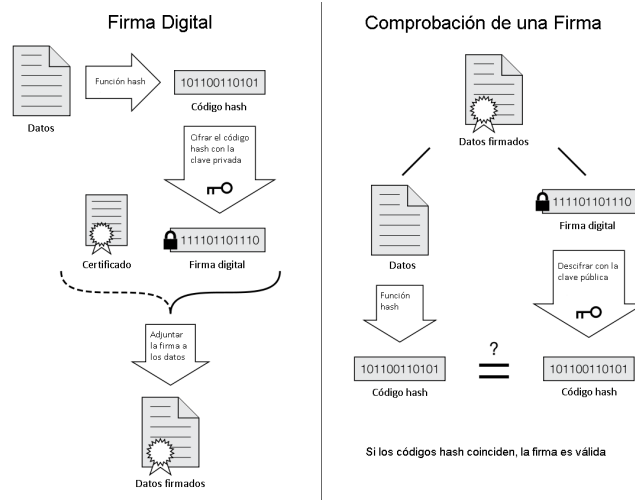 Firma Digital
Función hash
101100110101
Código hash
Datos
Cifrar el código
hash con la
clave privada
111101101110
Certificado
Firma digital
Adjuntar
la firma a
los datos
Datos firmados
Comprobación de una Firma
Datos firmados
111101101110
Firma digital
Datos
Función
hash
Descifrar con la
clave pública
101100110101
?
101100110101
Código hash
Código hash
Si los códigos hash coinciden, la firma es válida